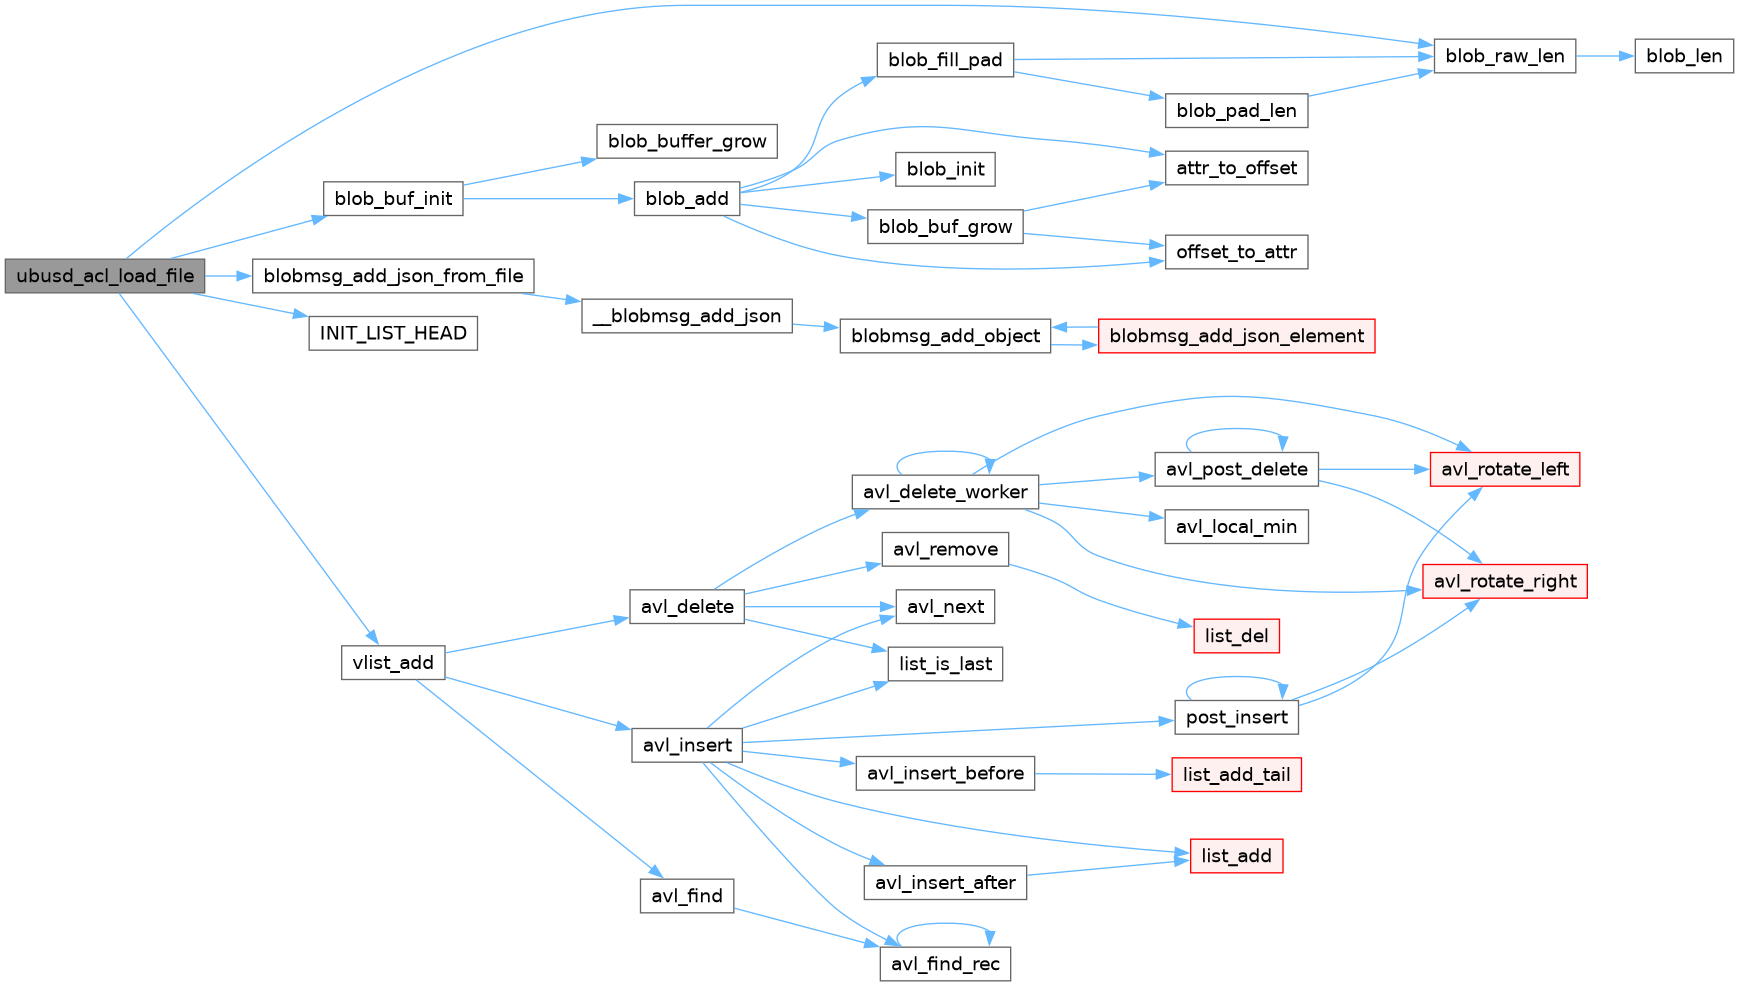 ubusd_acl_load_file
blob_buf_init
blobmsg_add_json_from_file
INIT_LIST_HEAD
vlist_add
blob_buffer_grow
blob_add
__blobmsg_add_json
avl_delete
avl_insert
avl_find
blob_fill_pad
blob_init
blob_buf_grow
blobmsg_add_object
avl_delete_worker
avl_remove
avl_next
list_is_last
avl_insert_before
avl_insert_after
avl_find_rec
blob_pad_len
attr_to_offset
offset_to_attr
blobmsg_add_json_element
avl_post_delete
avl_local_min
list_del
post_insert
list_add_tail
list_add
blob_raw_len
avl_rotate_left
avl_rotate_right
blob_len